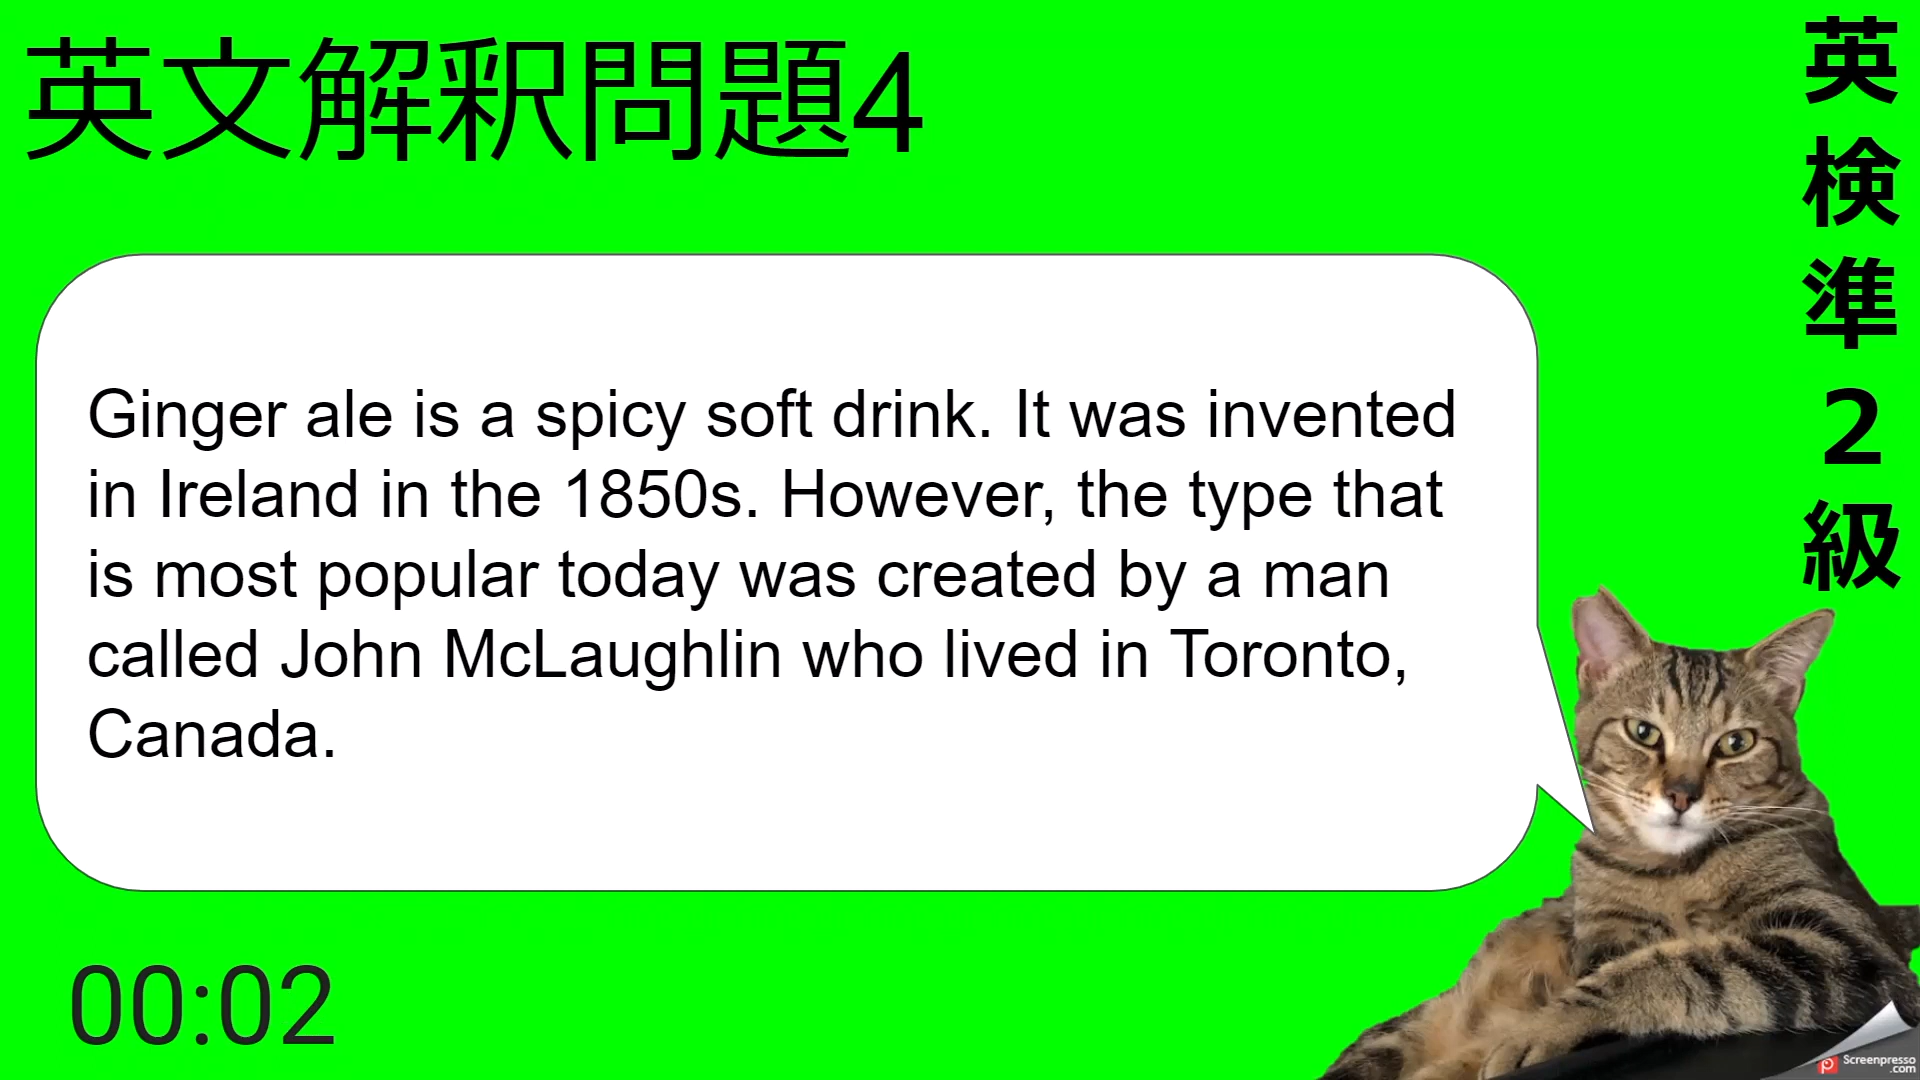 英文解釈問題4
英検準2級
Ginger ale is a spicy soft drink. It was invented
in Ireland in the 1850s. However, the type that
is most popular today was created by a man
called John McLaughlin who lived in Toronto,
Canada.
00:02
Screenpresso
.com